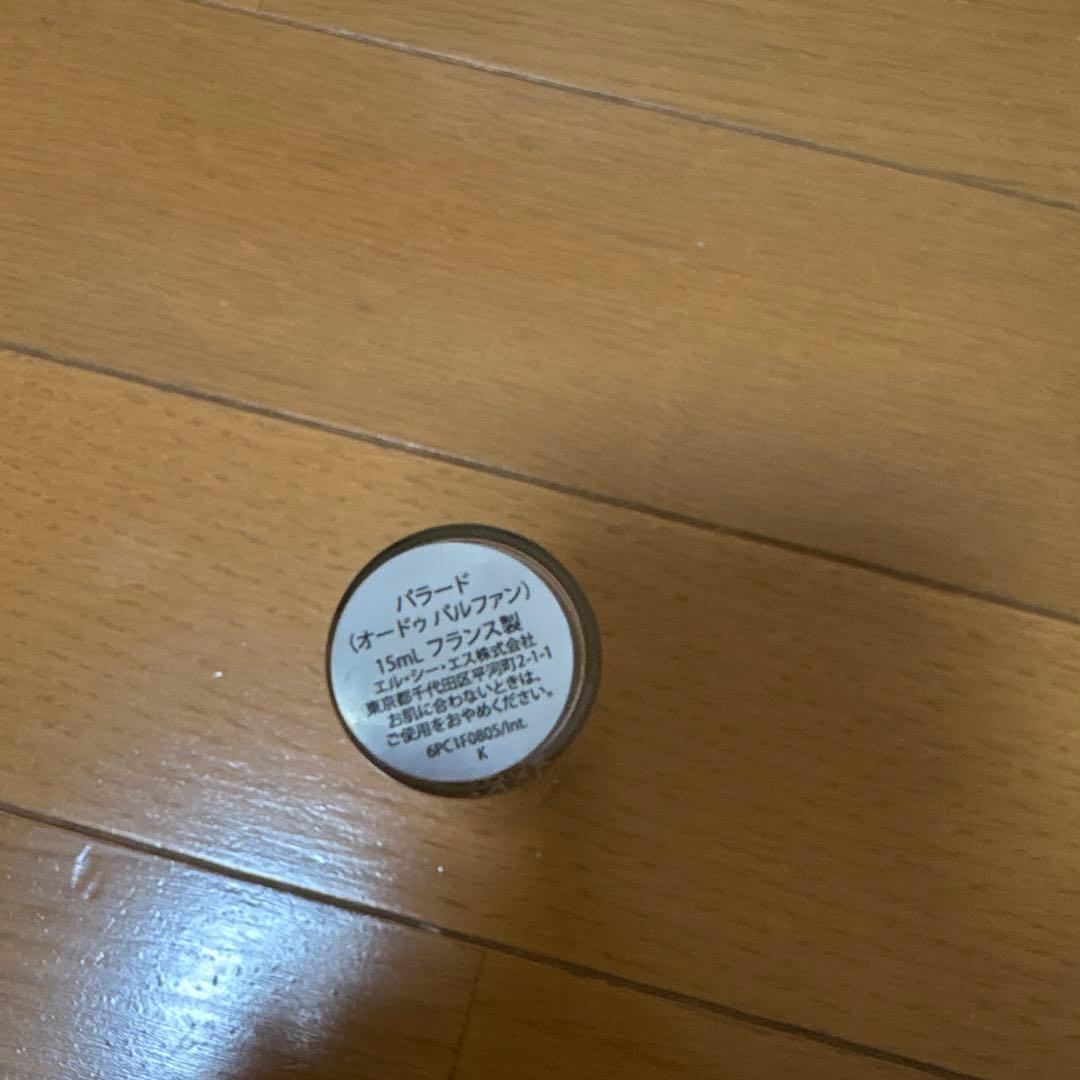 パラード
（オードゥ パルファン）
15mL フランス製
エル・シー・エス株式会社
東京都千代田区平河町2-1-1
お肌に合わないときは、
ご使用をおやめください。
6PC1F0805/Int.
K